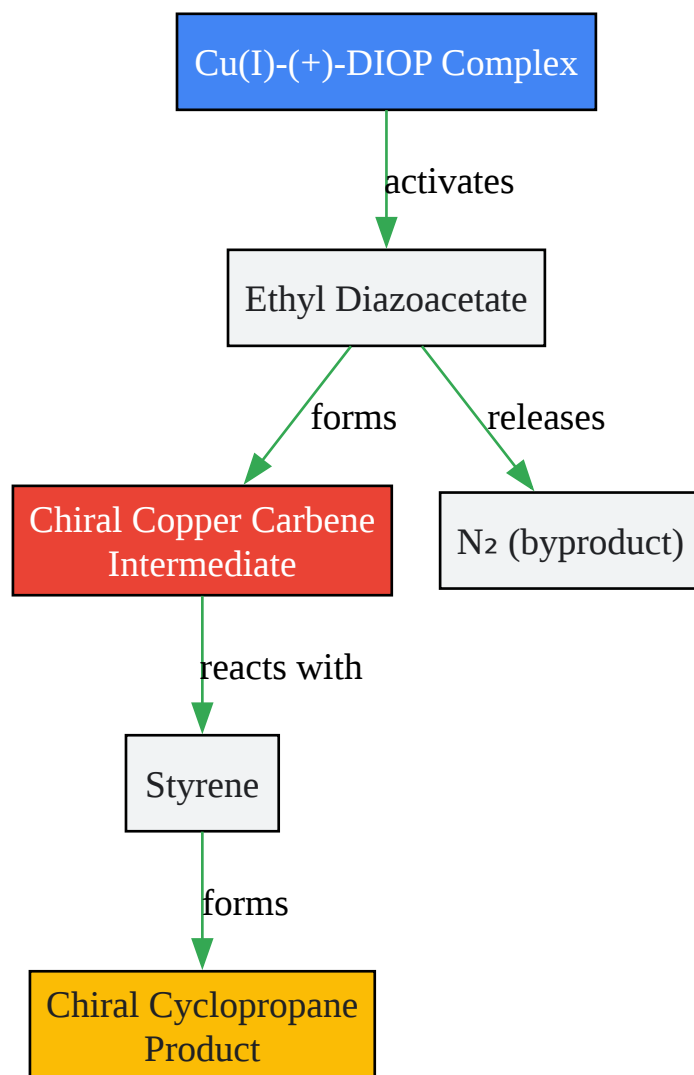 Cu(I)-(+)-DIOP Complex
activates
Ethyl Diazoacetate
forms
releases
Chiral Copper Carbene
Intermediate
N₂ (byproduct)
reacts with
Styrene
forms
Chiral Cyclopropane
Product